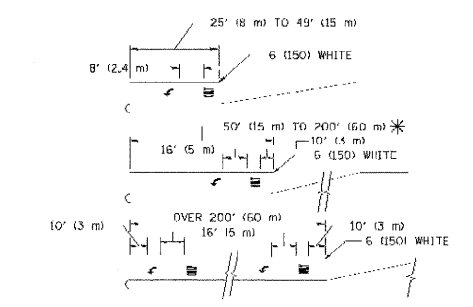 25' (8 m) TO 49' (15 m)
8' (2.4 m)
6 (150) WHITE
50' (15 m) TO 200' (60 m)
16' (5 m)
10' (3 m)
6 (150) WHITE
OVER 200' (60 m)
10' (3 m)
16' (5 m)
10' (3 m)
6 (150) WHITE